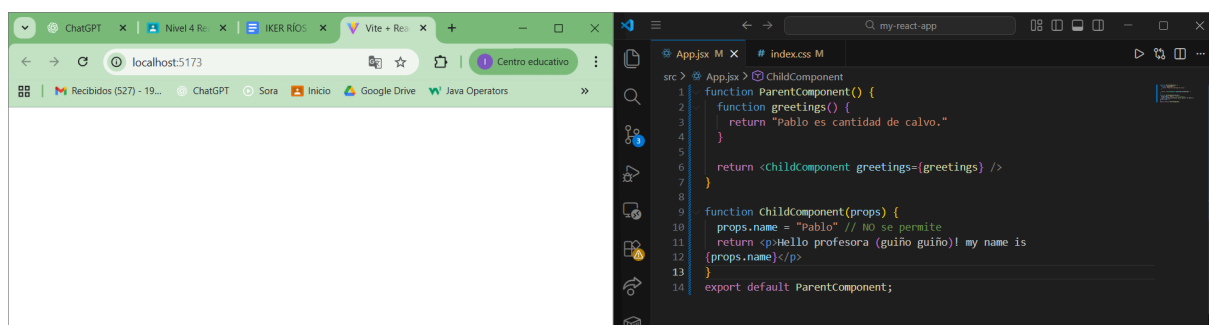 ChatGPT
Nivel 4 Re
IKER RÍOS
Vite + Rea
localhost:5173
Centro educativo
Recibidos (527) - 19...
ChatGPT
Sora
Inicio
Google Drive
Java Operators
my-react-app
App.jsx M
# index.css M
src > App.jsx > ChildComponent
1 function ParentComponent() {
2 function greetings() {
3 return "Pablo es cantidad de calvo."
4 }
5
6 return <ChildComponent greetings={greetings} />
7 }
8
9 function ChildComponent(props) {
10 props.name = "Pablo" // NO se permite
11 return <p>Hello profesora (guiño guiño)! my name is
12 {props.name}</p>
13 }
14 export default ParentComponent;